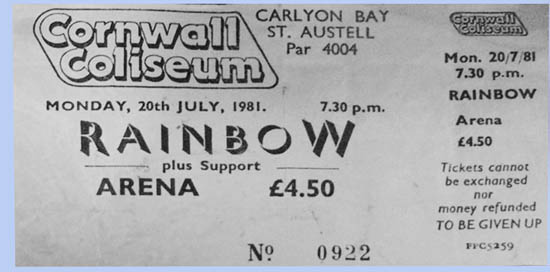 Cornwall
Coliseum
CARLYON BAY
ST. AUSTELL
Par 4004
MONDAY, 20th JULY, 1981. 7.30 p.m.
RAINBOW
plus Support
ARENA £4.50
No 0922
Cornwall
Coliseum
Mon. 20/7/81
7.30 p.m.
RAINBOW
Arena
£4.50
Tickets cannot
be exchanged
nor
money refunded
TO BE GIVEN UP